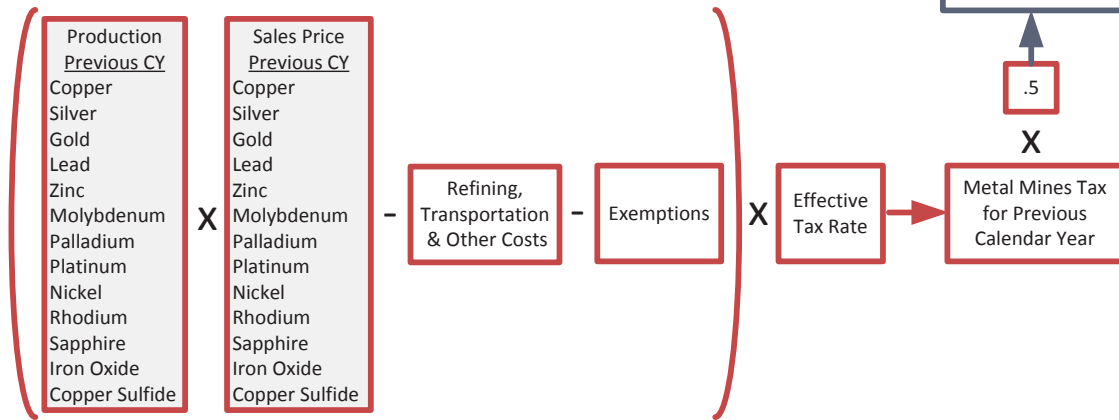 Production
Previous CY
Copper
Silver
Gold
Lead
Zinc
Molybdenum
Palladium
Platinum
Nickel
Rhodium
Sapphire
Iron Oxide
Copper Sulfide
X
Sales Price
Previous CY
Copper
Silver
Gold
Lead
Zinc
Molybdenum
Palladium
Platinum
Nickel
Rhodium
Sapphire
Iron Oxide
Copper Sulfide
-
Refining,
Transportation
& Other Costs
-
Exemptions
X
Effective
Tax Rate
.5
X
Metal Mines Tax
for Previous
Calendar Year